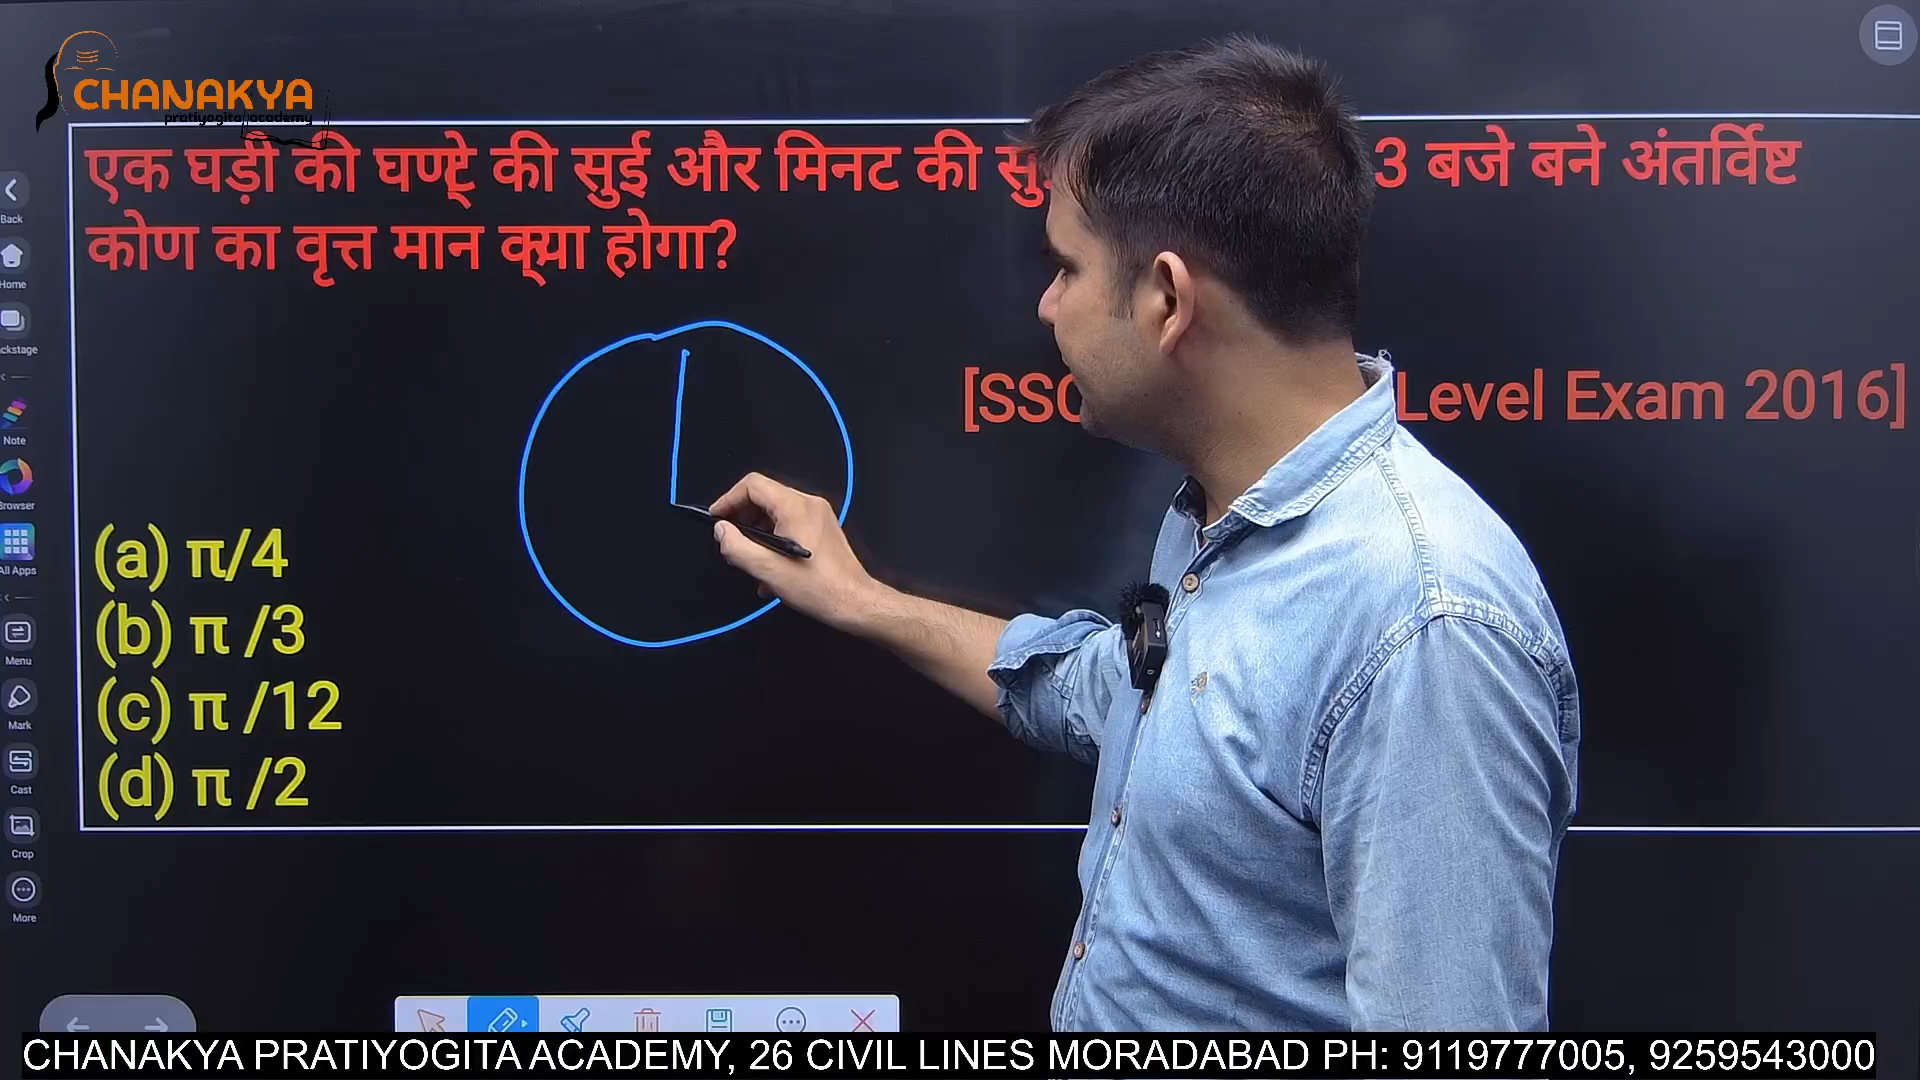 CHANAKYA
pratiyogita academy
एक घड़ी की घण्टे की सुई और मिनट की 3 बजे बने अंतर्विष्ट
कोण का वृत्त मान क्या होगा?
[SSC Level Exam 2016]
(a) π/4
(b) π /3
(c) π /12
(d) π /2
Back
Home
Note
Browser
All Apps
Menu
Mark
Cast
Crop
More
CHANAKYA PRATIYOGITA ACADEMY, 26 CIVIL LINES MORADABAD PH: 9119777005, 9259543000